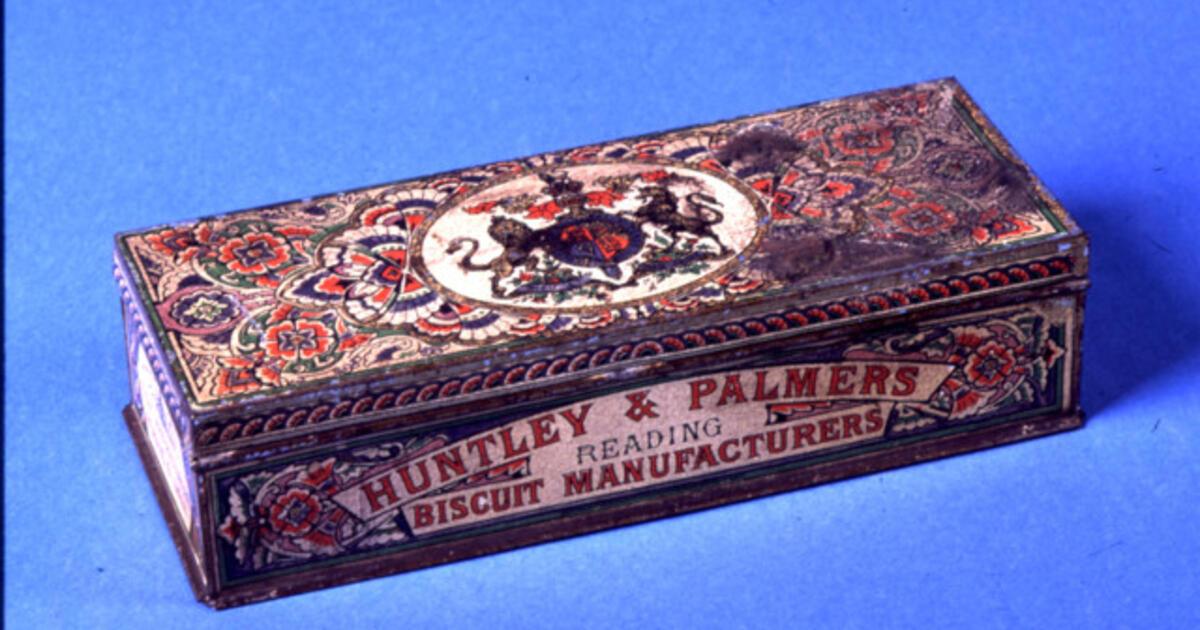 HUNTLEY & PALMERS
READING
BISCUIT MANUFACTURERS